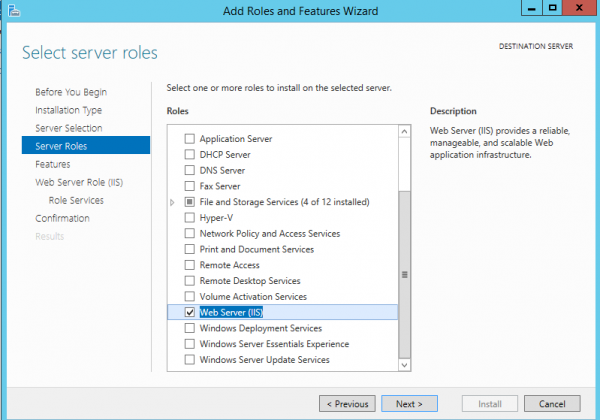 Add Roles and Features Wizard
Select server roles
DESTINATION SERVER
Before You Begin
Installation Type
Server Selection
Server Roles
Features
Web Server Role (IIS)
Role Services
Confirmation
Results
Select one or more roles to install on the selected server.
Roles
Application Server
DHCP Server
DNS Server
Fax Server
File and Storage Services (4 of 12 installed)
Hyper-V
Network Policy and Access Services
Print and Document Services
Remote Access
Remote Desktop Services
Volume Activation Services
Web Server (IIS)
Windows Deployment Services
Windows Server Essentials Experience
Windows Server Update Services
Description
Web Server (IIS) provides a reliable,
manageable, and scalable Web
application infrastructure.
< Previous
Next >
Install
Cancel